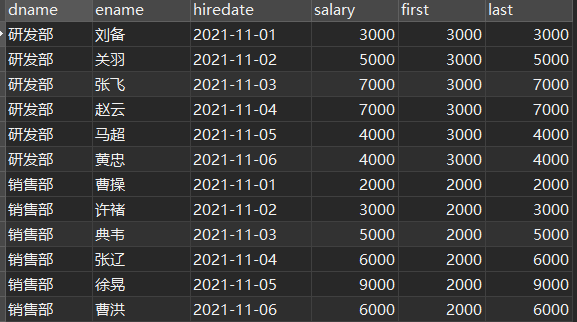 dname ename hiredate salary first last
研发部 刘备 2021-11-01 3000 3000 3000
研发部 关羽 2021-11-02 5000 3000 5000
研发部 张飞 2021-11-03 7000 3000 7000
研发部 赵云 2021-11-04 7000 3000 7000
研发部 马超 2021-11-05 4000 3000 4000
研发部 黄忠 2021-11-06 4000 3000 4000
销售部 曹操 2021-11-01 2000 2000 2000
销售部 许褚 2021-11-02 3000 2000 3000
销售部 典韦 2021-11-03 5000 2000 5000
销售部 张辽 2021-11-04 6000 2000 6000
销售部 徐晃 2021-11-05 9000 2000 9000
销售部 曹洪 2021-11-06 6000 2000 6000